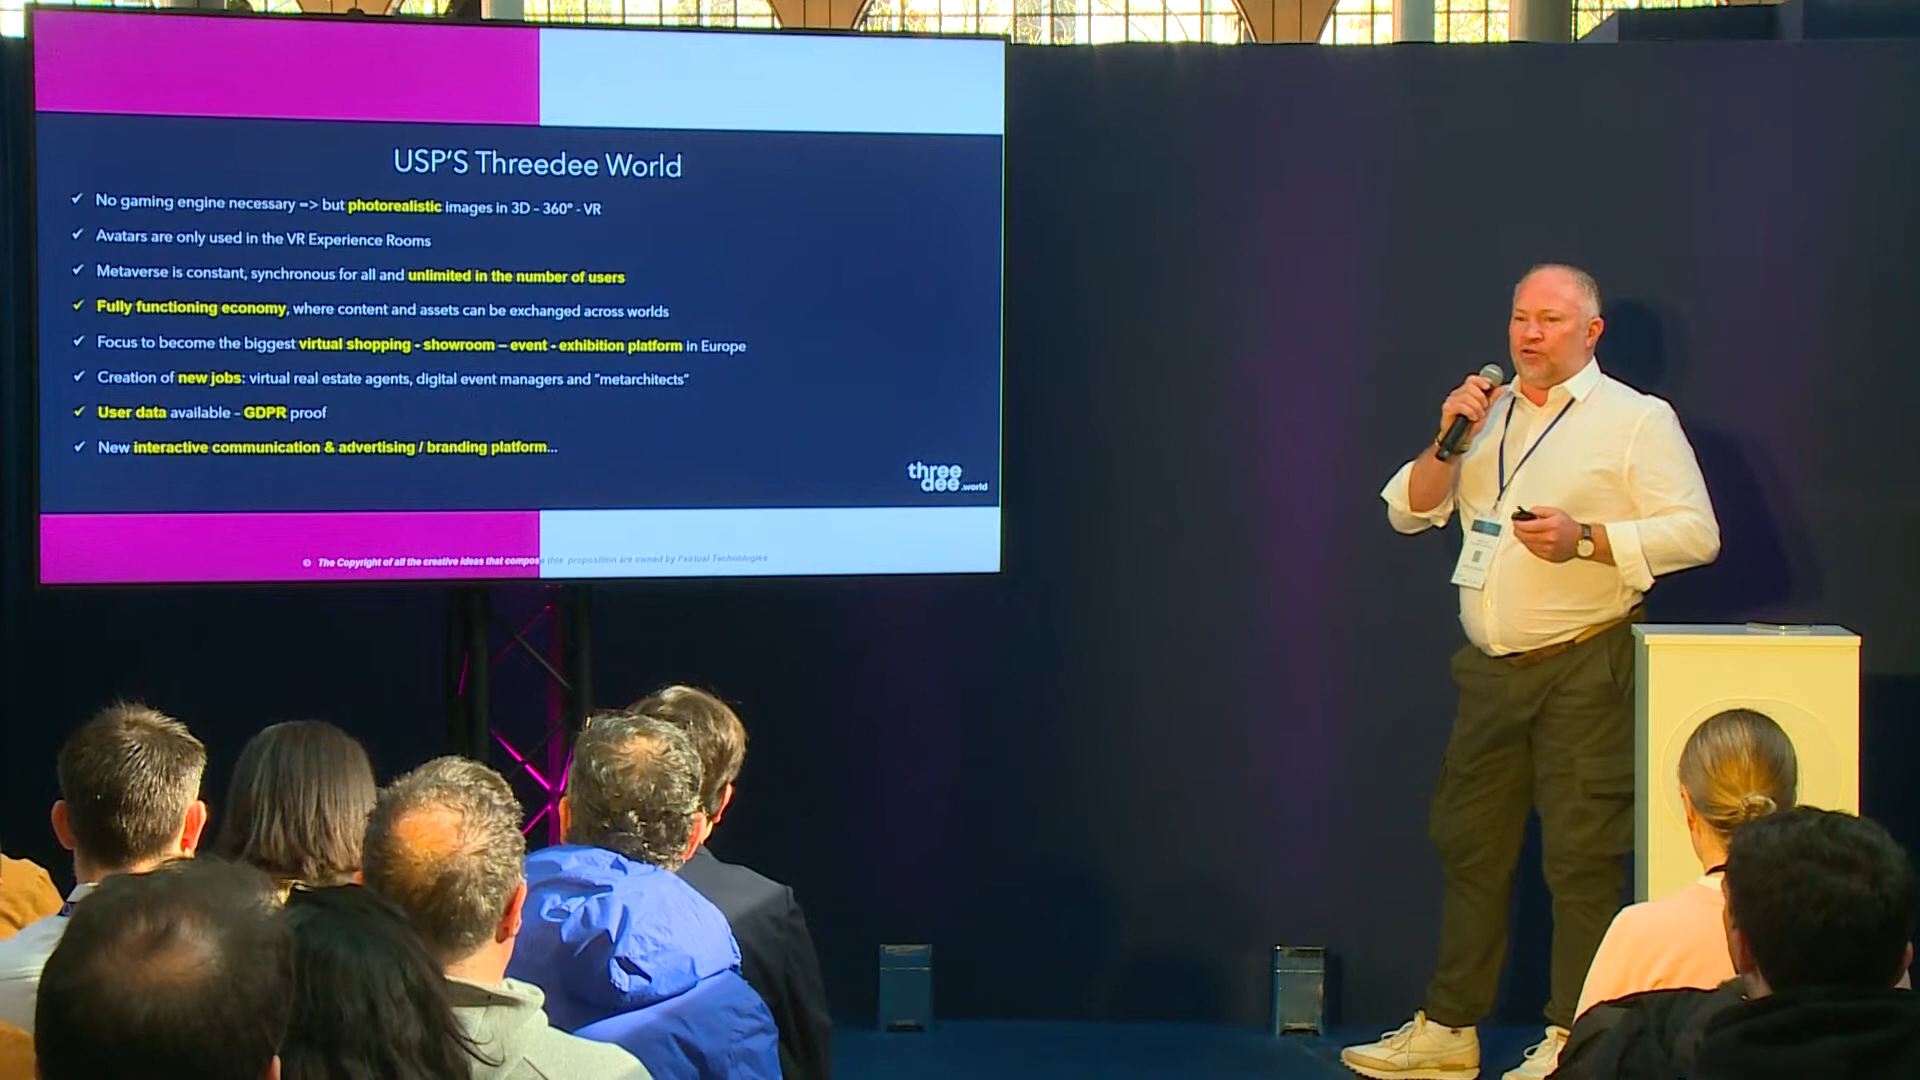 USP'S Threedee World
✓ No gaming engine necessary => but photorealistic images in 3D – 360° - VR
✓ Avatars are only used in the VR Experience Rooms
✓ Metaverse is constant, synchronous for all and unlimited in the number of users
✓ Fully functioning economy, where content and assets can be exchanged across worlds
✓ Focus to become the biggest virtual shopping - showroom – event - exhibition platform in Europe
✓ Creation of new jobs: virtual real estate agents, digital event managers and "metarchitects"
✓ User data available – GDPR proof
✓ New interactive communication & advertising / branding platform...
three
dee.world
© The Copyright of all the creative ideas that compose this proposition are owned by Fairtual Technologies